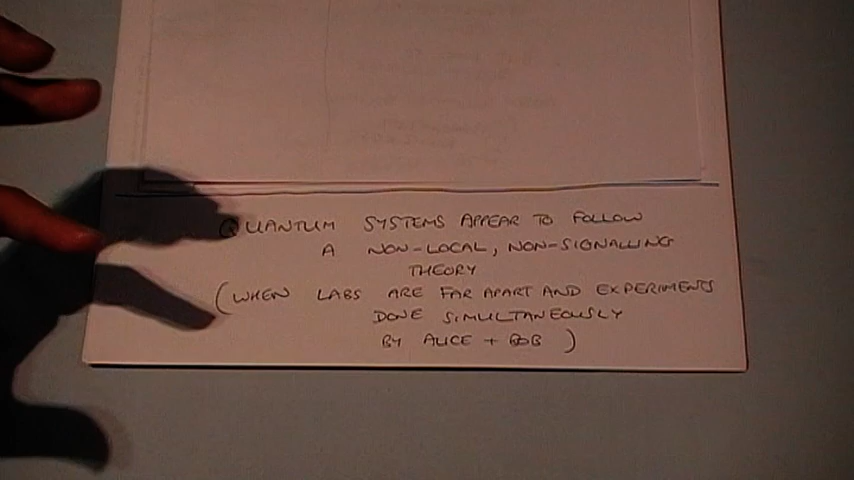 QUANTUM SYSTEMS APPEAR TO FOLLOW
A NON-LOCAL, NON-SIGNALLING
THEORY
(WHEN LABS ARE FAR APART AND EXPERIMENTS
DONE SIMULTANEOUSLY
BY ALICE + BOB)